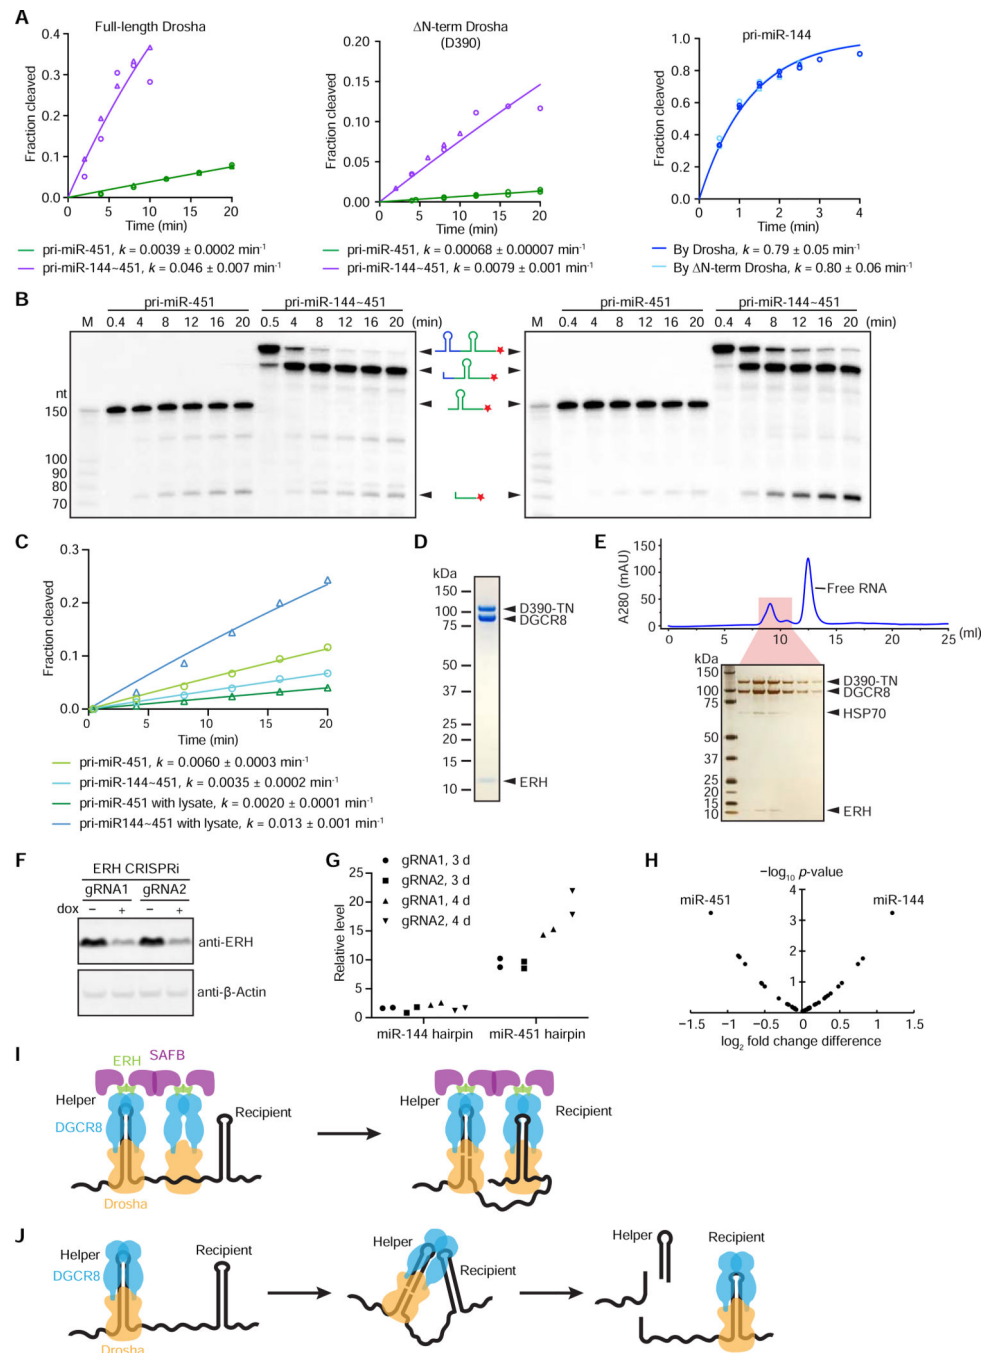 A
Full-length Drosha
Fraction cleaved
0.4
0.3
0.2
0.1
0.0
0 5 10 15 20
Time (min)
pri-miR-451, k = 0.0039 ± 0.0002 min⁻¹
pri-miR-144~451, k = 0.046 ± 0.007 min⁻¹
ΔN-term Drosha
(D390)
Fraction cleaved
0.20
0.15
0.10
0.05
0.00
0 5 10 15 20
Time (min)
pri-miR-451, k = 0.00068 ± 0.00007 min⁻¹
pri-miR-144~451, k = 0.0079 ± 0.001 min⁻¹
pri-miR-144
Fraction cleaved
1.0
0.8
0.6
0.4
0.2
0.0
0 1 2 3 4
Time (min)
By Drosha, k = 0.79 ± 0.05 min⁻¹
By ΔN-term Drosha, k = 0.80 ± 0.06 min⁻¹
B
pri-miR-451 pri-miR-144~451
M 0.4 4 8 12 16 20 0.5 4 8 12 16 20 (min)
nt
150
100
90
80
70
pri-miR-451 pri-miR-144~451
M 0.4 4 8 12 16 20 0.4 4 8 12 16 20 (min)
C
Fraction cleaved
0.3
0.2
0.1
0.0
0 5 10 15 20
Time (min)
pri-miR-451, k = 0.0060 ± 0.0003 min⁻¹
pri-miR-144~451, k = 0.0035 ± 0.0002 min⁻¹
pri-miR-451 with lysate, k = 0.0020 ± 0.0001 min⁻¹
pri-miR144~451 with lysate, k = 0.013 ± 0.001 min⁻¹
D
kDa
150
100
75
50
37
25
20
15
10
D390-TN
DGCR8
ERH
E
A280 (mAU)
150
100
50
0
0 5 10 15 20 25 (ml)
Free RNA
kDa
150
100
75
50
37
25
20
15
10
D390-TN
DGCR8
HSP70
ERH
F
ERH CRISPRi
gRNA1 gRNA2
dox − + − +
anti-ERH
anti-β-Actin
G
gRNA1, 3 d
gRNA2, 3 d
gRNA1, 4 d
gRNA2, 4 d
Relative level
25
20
15
10
5
0
miR-144 hairpin miR-451 hairpin
H
−log₁₀ p-value
miR-451
miR-144
4
3
2
1
−1.5 −1.0 −0.5 0 0.5 1.0 1.5
log₂ fold change difference
I
SAFB
ERH
Helper
DGCR8
Drosha
Recipient
Helper
Recipient
J
Helper
DGCR8
Drosha
Recipient
Helper
Recipient
Helper
Recipient